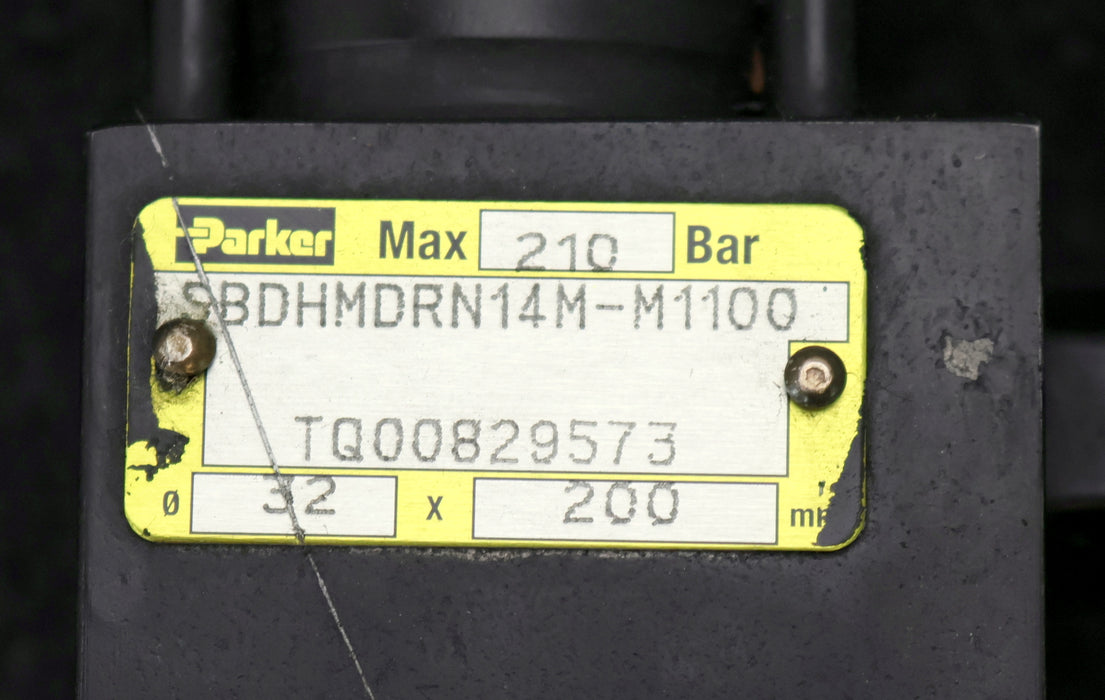 Parker Max 210 Bar
SBDHMDRN14M-M1100
TQ00829573
Ø 32 x 200